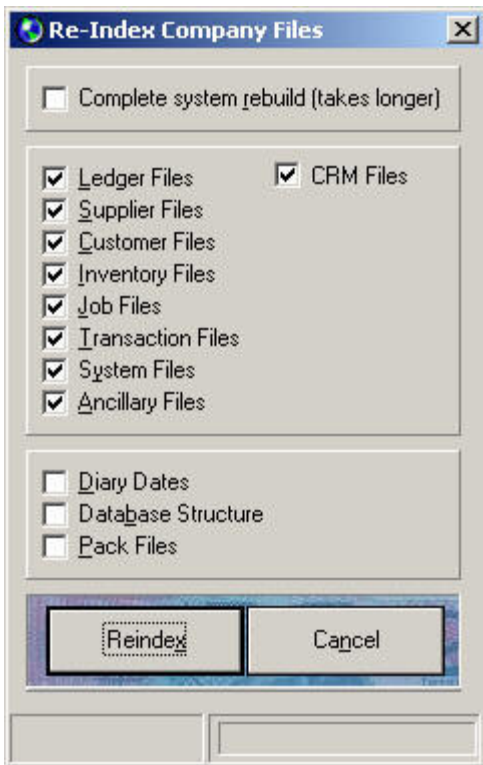 Re-Index Company Files
Complete system rebuild (takes longer)
Ledger Files
CRM Files
Supplier Files
Customer Files
Inventory Files
Job Files
Transaction Files
System Files
Ancillary Files
Diary Dates
Database Structure
Pack Files
Reindex
Cancel